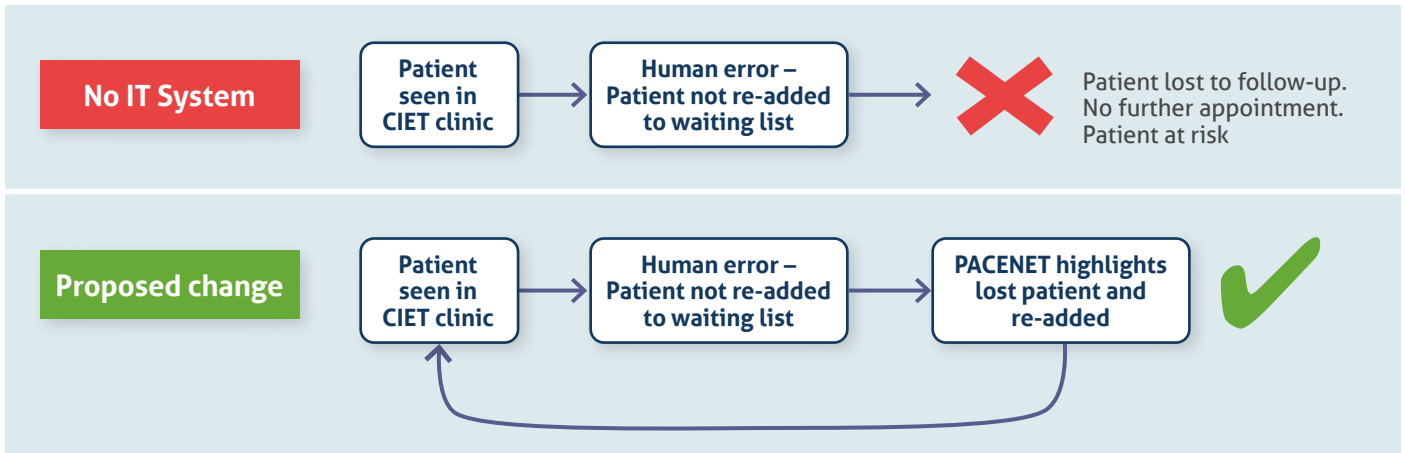 No IT System
Patient
seen in
CIET clinic
Human error –
Patient not re-added
to waiting list
Patient lost to follow-up.
No further appointment.
Patient at risk
Proposed change
Patient
seen in
CIET clinic
Human error –
Patient not re-added
to waiting list
PACENET highlights
lost patient and
re-added